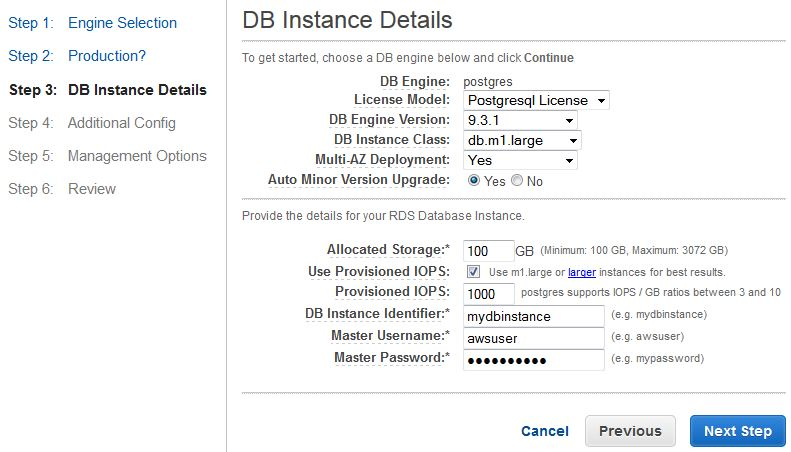 Step 1: Engine Selection
Step 2: Production?
Step 3: DB Instance Details
Step 4: Additional Config
Step 5: Management Options
Step 6: Review
DB Instance Details
To get started, choose a DB engine below and click Continue
DB Engine: postgres
License Model: Postgresql License
DB Engine Version: 9.3.1
DB Instance Class: db.m1.large
Multi-AZ Deployment: Yes
Auto Minor Version Upgrade: Yes No
Provide the details for your RDS Database Instance.
Allocated Storage:* 100 GB (Minimum: 100 GB, Maximum: 3072 GB)
Use Provisioned IOPS: Use m1.large or larger instances for best results.
Provisioned IOPS: 1000 postgres supports IOPS / GB ratios between 3 and 10
DB Instance Identifier:* mydbinstance (e.g. mydbinstance)
Master Username:* awsuser (e.g. awsuser)
Master Password:* ●●●●●●●●●● (e.g. mypassword)
Cancel Previous Next Step